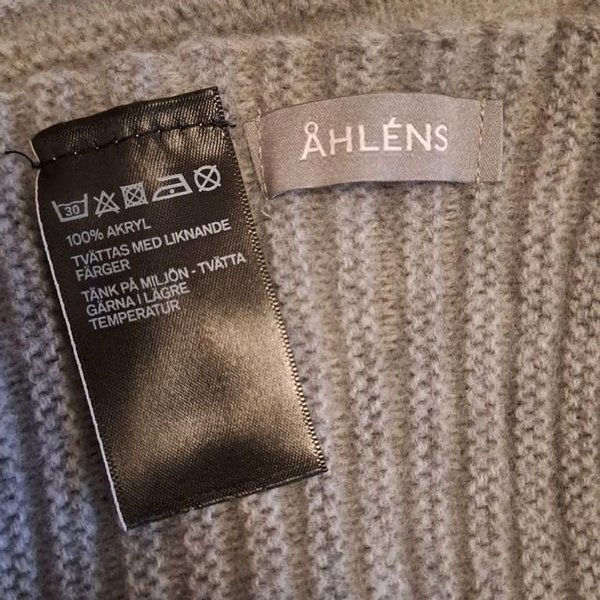 ÅHLÉNS
30
100% AKRYL
TVÄTTAS MED LIKNANDE
FÄRGER
TÄNK PÅ MILJÖN - TVÄTTA
GÄRNA I LÄGRE
TEMPERATUR